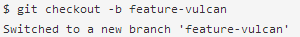 $ git checkout -b feature-vulcan
Switched to a new branch 'feature-vulcan'